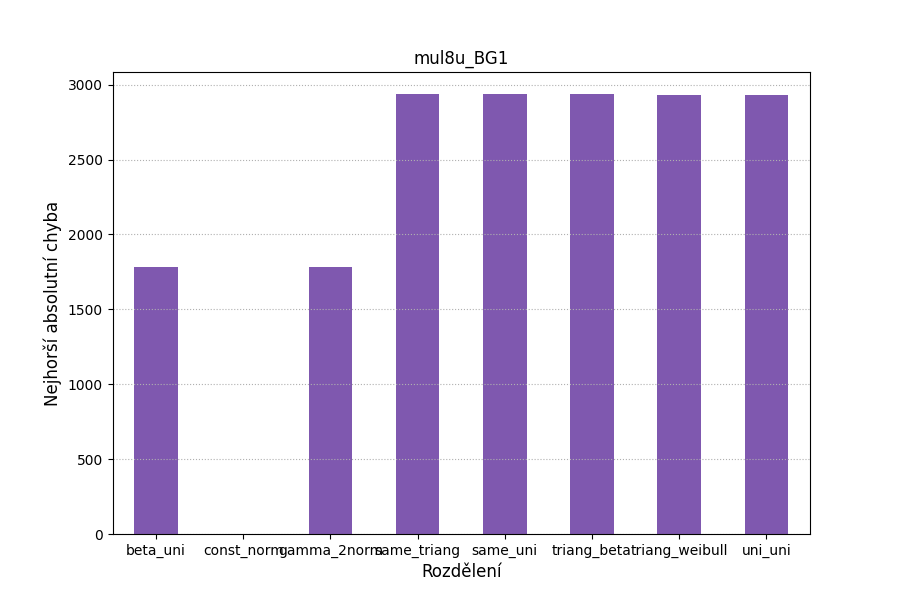 mul8u_BG1
Nejhorší absolutní chyba
3000
2500
2000
1500
1000
500
0
beta_uni const_norm gamma_2norm same_triang same_uni triang_beta triang_weibull uni_uni
Rozdělení